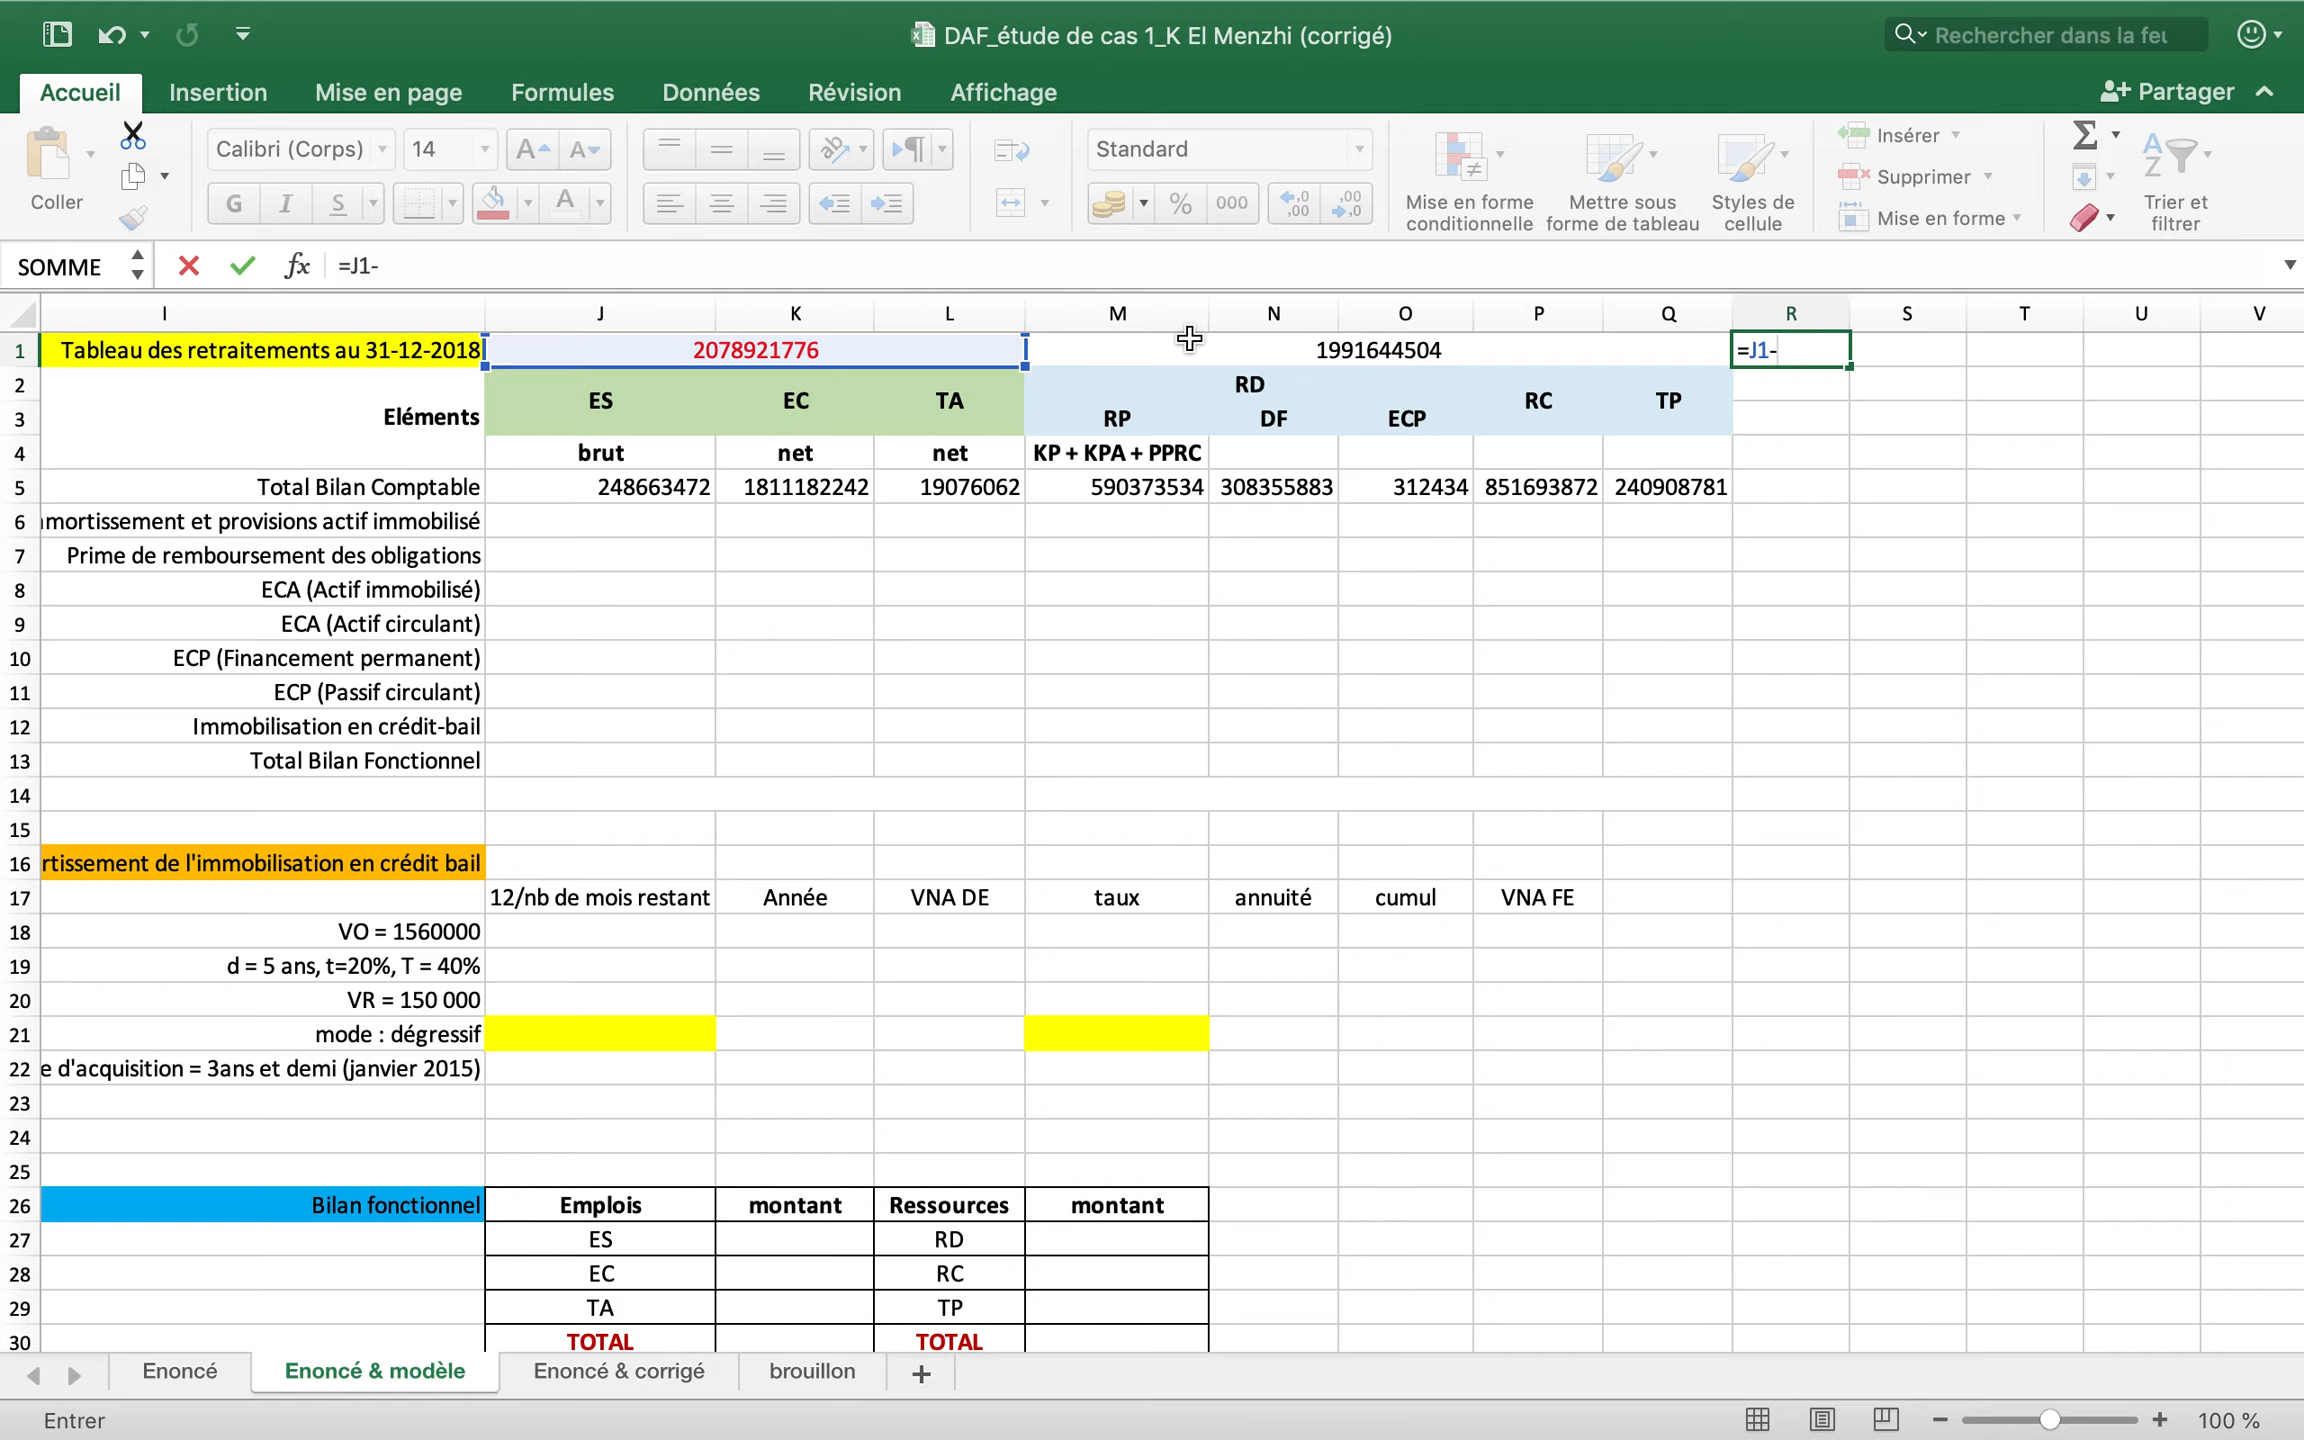 DAF_étude de cas 1_K El Menzhi (corrigé)
Rechercher dans la feu
Accueil Insertion Mise en page Formules Données Révision Affichage Partager
Coller
Calibri (Corps) 14
G I S A
Standard
% 000
Mise en forme conditionnelle
Mettre sous forme de tableau
Styles de cellule
Insérer
Supprimer
Mise en forme
Trier et filtrer
SOMME fx =J1-
I J K L M N O P Q R S T U V
1 Tableau des retraitements au 31-12-2018 2078921776 1991644504 =J1-
2 RD
Eléments ES EC TA RC TP
3 RP DF ECP
4 brut net net KP + KPA + PPRC
5 Total Bilan Comptable 248663472 1811182242 19076062 590373534 308355883 312434 851693872 240908781
6 mortissement et provisions actif immobilisé
7 Prime de remboursement des obligations
8 ECA (Actif immobilisé)
9 ECA (Actif circulant)
10 ECP (Financement permanent)
11 ECP (Passif circulant)
12 Immobilisation en crédit-bail
13 Total Bilan Fonctionnel
14
15
16 rtissement de l'immobilisation en crédit bail
17 12/nb de mois restant Année VNA DE taux annuité cumul VNA FE
18 VO = 1560000
19 d = 5 ans, t=20%, T = 40%
20 VR = 150 000
21 mode : dégressif
22 e d'acquisition = 3ans et demi (janvier 2015)
23
24
25
26 Bilan fonctionnel Emplois montant Ressources montant
27 ES RD
28 EC RC
29 TA TP
30 TOTAL TOTAL
Enoncé Enoncé & modèle Enoncé & corrigé brouillon +
Entrer 100 %